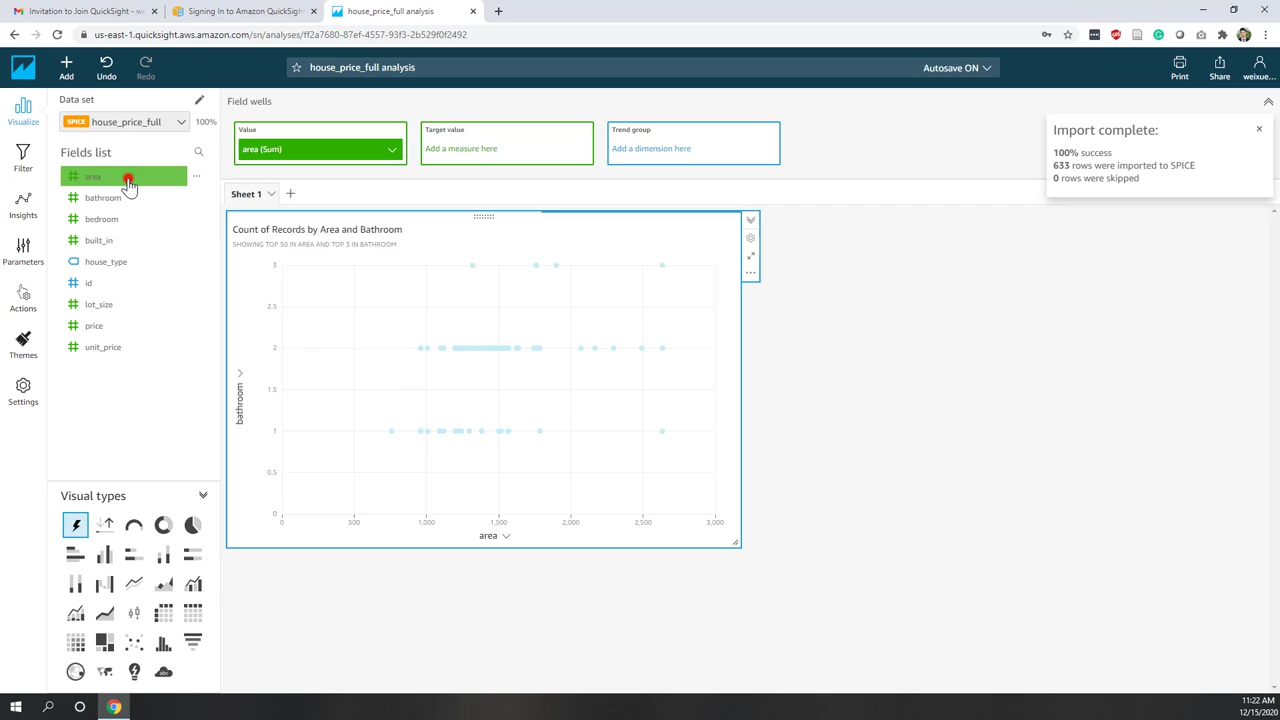 Invitation to Join QuickSight - we
Signing In to Amazon QuickSight
house_price_full analysis
us-east-1.quicksight.aws.amazon.com/sn/analyses/ff2a7680-87ef-4557-93f3-2b529f0f2492
Add
Undo
Redo
house_price_full analysis
Autosave ON
Print
Share
weixue...
Visualize
Filter
Insights
Parameters
Actions
Themes
Settings
Data set
SPICE house_price_full 100%
Fields list
area
bathroom
bedroom
built_in
house_type
id
lot_size
price
unit_price
Visual types
Field wells
Value
area (Sum)
Target value
Add a measure here
Trend group
Add a dimension here
Import complete:
100% success
633 rows were imported to SPICE
0 rows were skipped
Sheet 1
Count of Records by Area and Bathroom
SHOWING TOP 50 IN AREA AND TOP 3 IN BATHROOM
3
2.5
2
1.5
1
0.5
0
bathroom
0 500 1,000 1,500 2,000 2,500 3,000
area
11:22 AM
12/15/2020